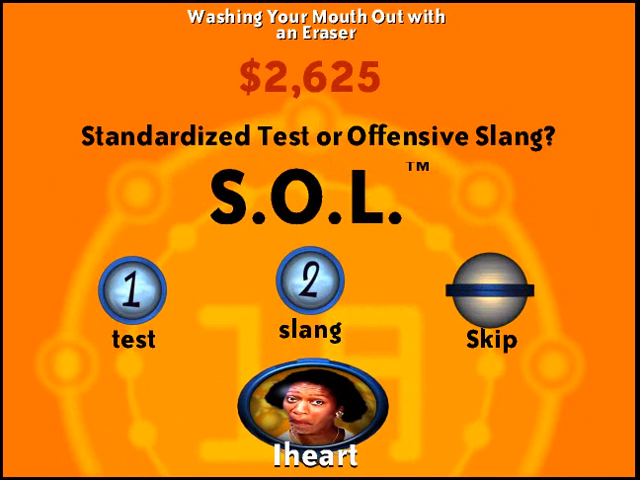 Washing Your Mouth Out with
an Eraser
$2,625
Standardized Test or Offensive Slang?
S.O.L.™
1
2
test
slang
Skip
Iheart